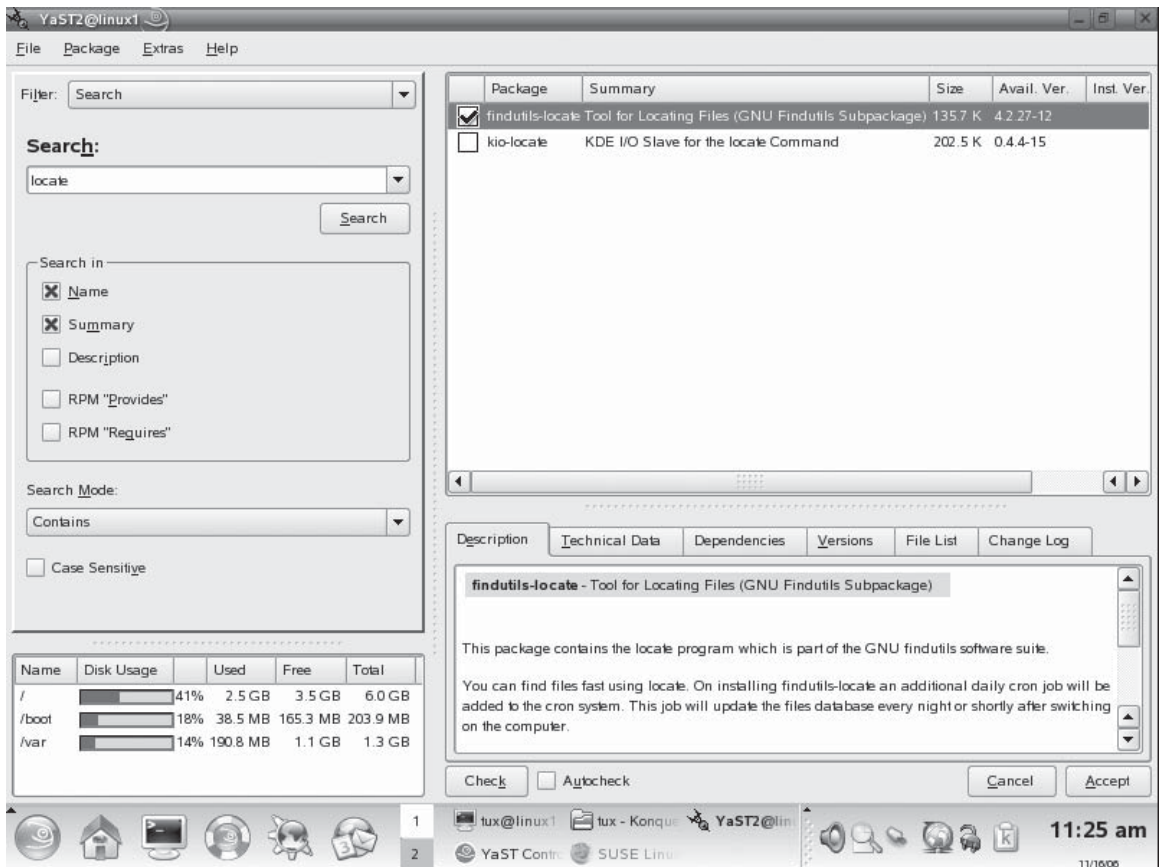 YaST2@linux1
File Package Extras Help
Filter: Search
Search:
locate
Search
Search in
Name
Summary
Description
RPM "Provides"
RPM "Requires"
Search Mode:
Contains
Case Sensitive
Name Disk Usage Used Free Total
/ 41% 2.5 GB 3.5 GB 6.0 GB
/boot 18% 38.5 MB 165.3 MB 203.9 MB
/var 14% 190.8 MB 1.1 GB 1.3 GB
Package Summary Size Avail. Ver. Inst. Ver.
findutils-locate Tool for Locating Files (GNU Findutils Subpackage) 135.7 K 4.2.27-12
kio-locate KDE I/O Slave for the locate Command 202.5 K 0.4.4-15
Description Technical Data Dependencies Versions File List Change Log
findutils-locate - Tool for Locating Files (GNU Findutils Subpackage)
This package contains the locate program which is part of the GNU findutils software suite.
You can find files fast using locate. On installing findutils-locate an additional daily cron job will be
added to the cron system. This job will update the files database every night or shortly after switching
on the computer.
Check Autocheck Cancel Accept
1
2
tux@linux1 tux - Konque YaST2@lin
YaST Contro SUSE Linu
11:25 am
11/16/06